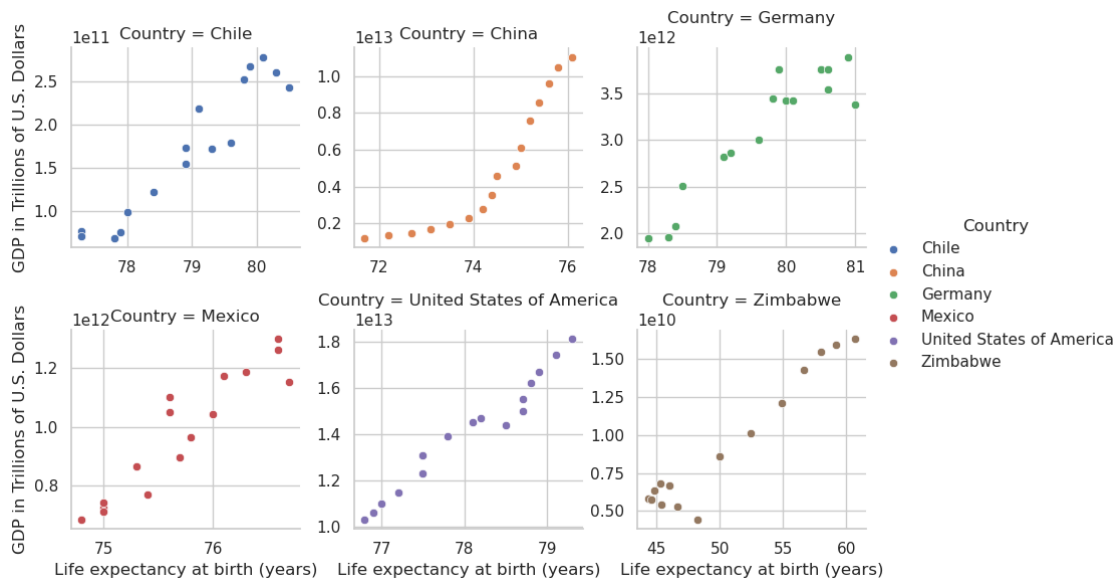 Country = Chile
Country = China
Country = Germany
1e11
1e13
1e12
GDP in Trillions of U.S. Dollars
2.5
2.0
1.5
1.0
78
79
80
1.0
0.8
0.6
0.4
0.2
72
74
76
3.5
3.0
2.5
2.0
78
79
80
81
Country
Chile
China
Germany
Mexico
United States of America
Zimbabwe
Country = Mexico
Country = United States of America
Country = Zimbabwe
1e12
1e13
1e10
GDP in Trillions of U.S. Dollars
1.2
1.0
0.8
75
76
Life expectancy at birth (years)
1.8
1.6
1.4
1.2
1.0
77
78
79
Life expectancy at birth (years)
1.50
1.25
1.00
0.75
0.50
45
50
55
60
Life expectancy at birth (years)